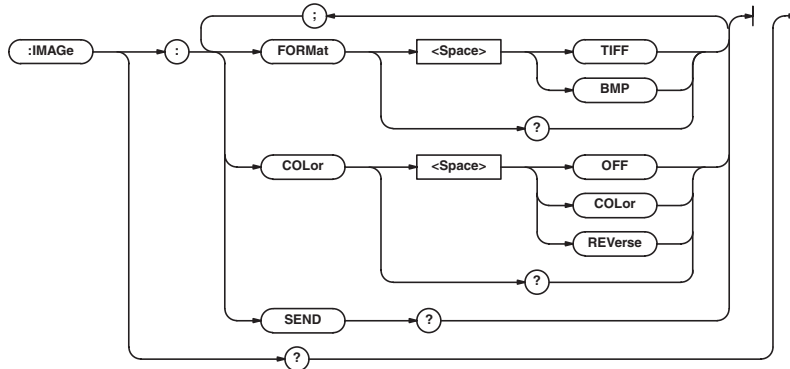 ;
:IMAGe : FORMat <Space> TIFF
BMP
?
COLor <Space> OFF
COLor
REVerse
?
SEND ?
?